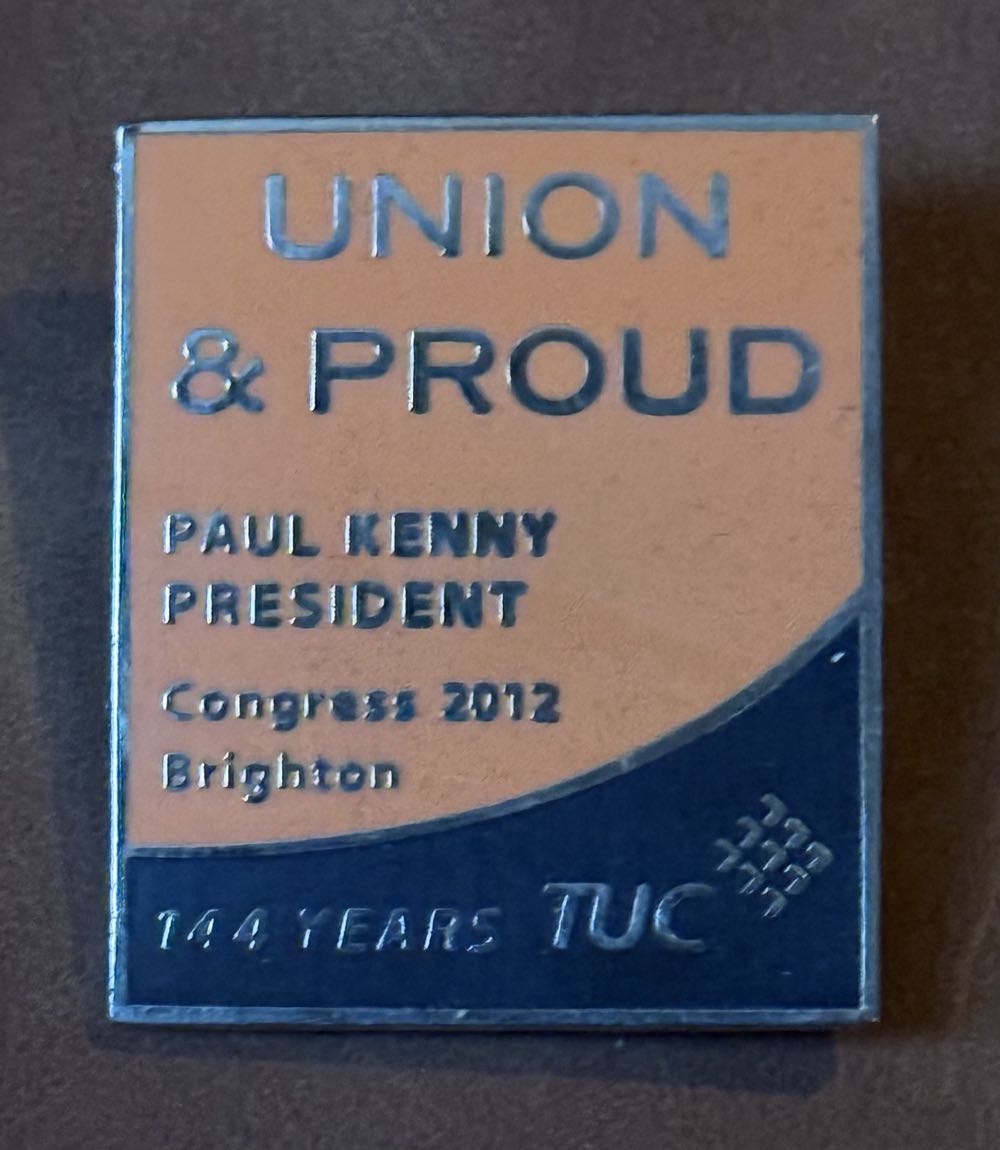 UNION
& PROUD
PAUL KENNY
PRESIDENT
Congress 2012
Brighton
144 YEARS TUC